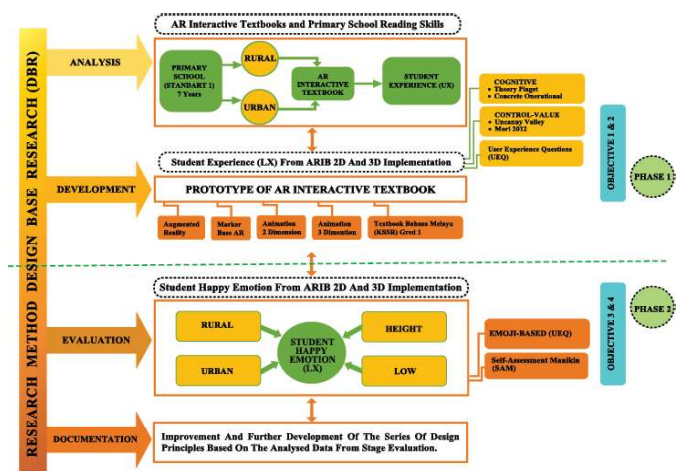 RESEARCH METHOD DESIGN BASE RESEARCH (DBR)
AR Interactive Textbooks and Primary School Reading Skills
ANALYSIS
PRIMARY
SCHOOL
(STANDART 1)
7 Years
RURAL
URBAN
AR
INTERACTIVE
TEXTBOOK
STUDENT
EXPERIENCE (UX)
COGNITIVE
• Theory Piaget
• Concrete Operational
CONTROL-VALUE
• Uncanny Valley
• Mori 2012
User Experience Questions
(UEQ)
OBJECTIVE 1 & 2
PHASE 1
Student Experience (LX) From ARIB 2D And 3D Implementation
DEVELOPMENT
PROTOTYPE OF AR INTERACTIVE TEXTBOOK
Augmented
Reality
Marker
Base AR
Animation
2 Dimension
Animation
3 Dimention
Textbook Bahasa Melayu
(KSSR) Gred 1
Student Happy Emotion From ARIB 2D And 3D Implementation
EVALUATION
RURAL
URBAN
STUDENT
HAPPY
EMOTION
(LX)
HEIGHT
LOW
EMOJI-BASED (UEQ)
Self-Assessment Manikin
(SAM)
OBJECTIVE 3 & 4
PHASE 2
DOCUMENTATION
Improvement And Further Development Of The Series Of Design
Principles Based On The Analysed Data From Stage Evaluation.